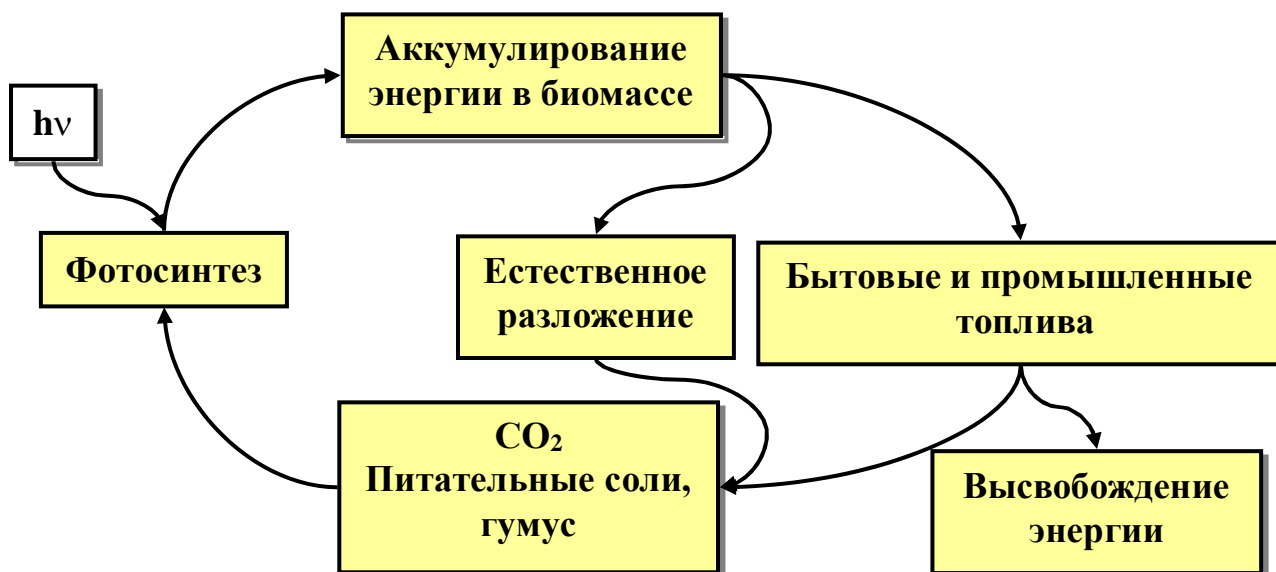 Аккумулирование
энергии в биомассе
hν
Фотосинтез
Естественное
разложение
Бытовые и промышленные
топлива
CO₂
Питательные соли,
гумус
Высвобождение
энергии